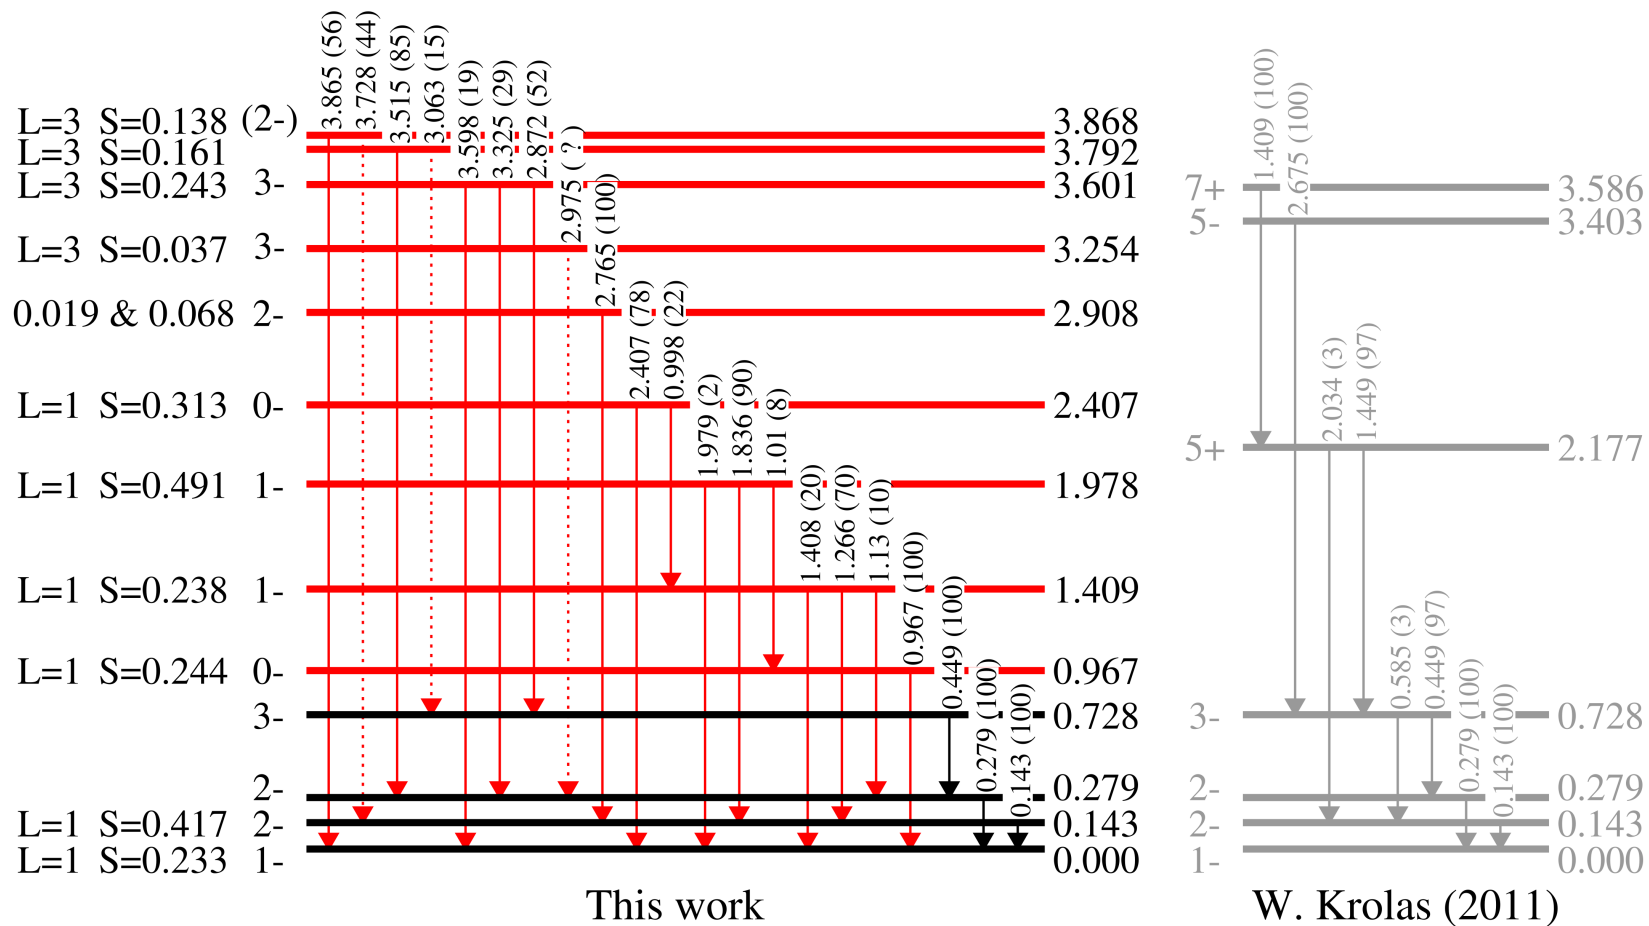 3.865 (56)
3.728 (44)
3.515 (85)
3.063 (15)
3.598 (19)
3.325 (29)
2.872 (52)
2.975 ( ?)
2.765 (100)
2.407 (78)
0.998 (22)
1.979 (2)
1.836 (90)
1.01 (8)
1.408 (20)
1.266 (70)
1.13 (10)
0.967 (100)
0.449 (100)
0.279 (100)
0.143 (100)
L=3 S=0.138 (2-) 3.868
L=3 S=0.161 3.792
L=3 S=0.243 3- 3.601
L=3 S=0.037 3- 3.254
0.019 & 0.068 2- 2.908
L=1 S=0.313 0- 2.407
L=1 S=0.491 1- 1.978
L=1 S=0.238 1- 1.409
L=1 S=0.244 0- 0.967
3- 0.728
2- 0.279
L=1 S=0.417 2- 0.143
L=1 S=0.233 1- 0.000
This work
1.409 (100)
2.675 (100)
2.034 (3)
1.449 (97)
0.585 (3)
0.449 (97)
0.279 (100)
0.143 (100)
7+ 3.586
5- 3.403
5+ 2.177
3- 0.728
2- 0.279
2- 0.143
1- 0.000
W. Krolas (2011)